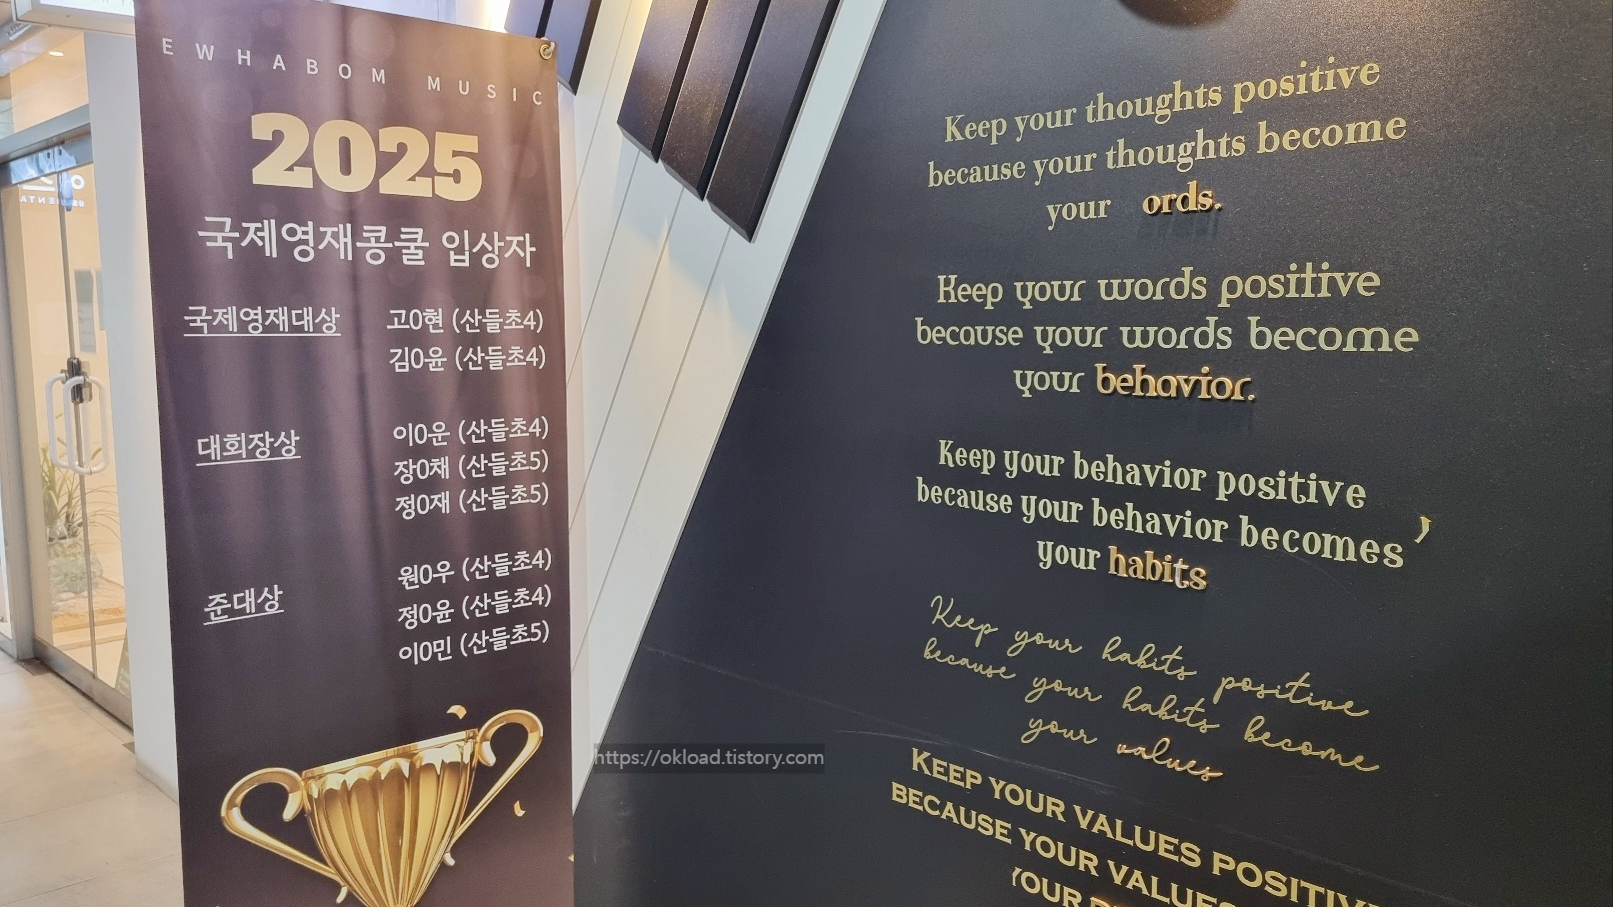 EWHABOM MUSIC
2025
국제영재콩쿨 입상자
국제영재대상
고0현 (산들초4)
김0윤 (산들초4)
대회장상
이0운 (산들초4)
장0채 (산들초5)
정0재 (산들초5)
준대상
원0우 (산들초4)
정0윤 (산들초4)
이0민 (산들초5)
https://okload.tistory.com
Keep your thoughts positive
because your thoughts become
your ords.
Keep your words positive
because your words become
your behavior.
Keep your behavior positive
because your behavior becomes
your habits
Keep your habits positive
because your habits become
your values
KEEP YOUR VALUES POSITIV
BECAUSE YOUR VALUES
YOUR